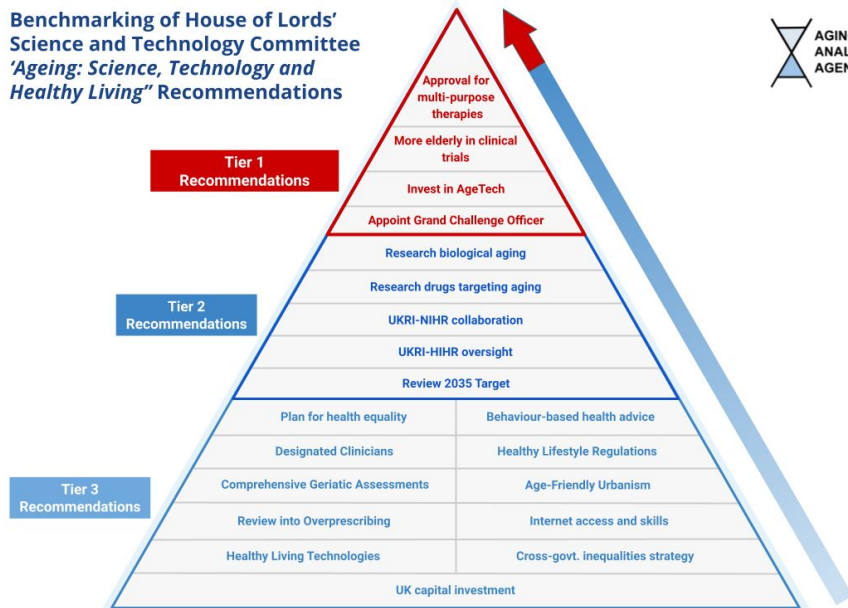 Benchmarking of House of Lords'
Science and Technology Committee
'Ageing: Science, Technology and
Healthy Living" Recommendations
AGIN
ANAL
AGEN
Approval for
multi-purpose
therapies
More elderly in clinical
trials
Tier 1
Recommendations
Invest in AgeTech
Appoint Grand Challenge Officer
Research biological aging
Research drugs targeting aging
Tier 2
Recommendations
UKRI-NIHR collaboration
UKRI-HIHR oversight
Review 2035 Target
Plan for health equality
Behaviour-based health advice
Designated Clinicians
Healthy Lifestyle Regulations
Tier 3
Recommendations
Comprehensive Geriatic Assessments
Age-Friendly Urbanism
Review into Overprescribing
Internet access and skills
Healthy Living Technologies
Cross-govt. inequalities strategy
UK capital investment